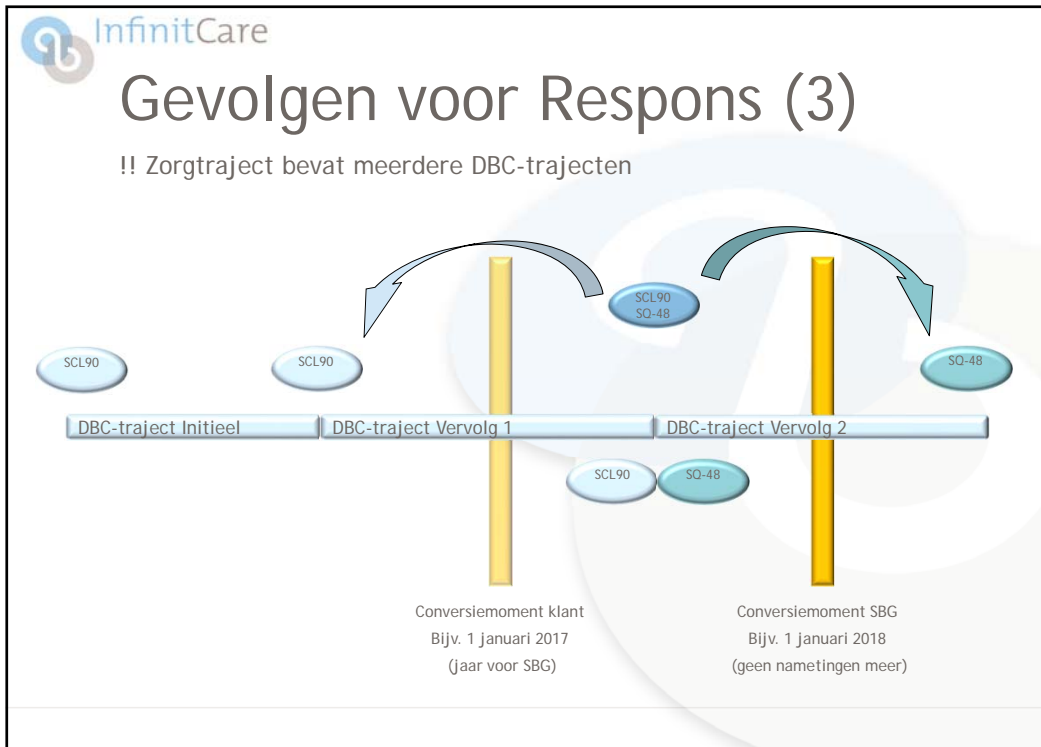 InfinitCare
Gevolgen voor Respons (3)
!! Zorgtraject bevat meerdere DBC-trajecten
SCL90
SQ-48
SCL90
SCL90
SQ-48
DBC-traject Initieel
DBC-traject Vervolg 1
DBC-traject Vervolg 2
SCL90
SQ-48
Conversiemoment klant
Bijv. 1 januari 2017
(jaar voor SBG)
Conversiemoment SBG
Bijv. 1 januari 2018
(geen nametingen meer)